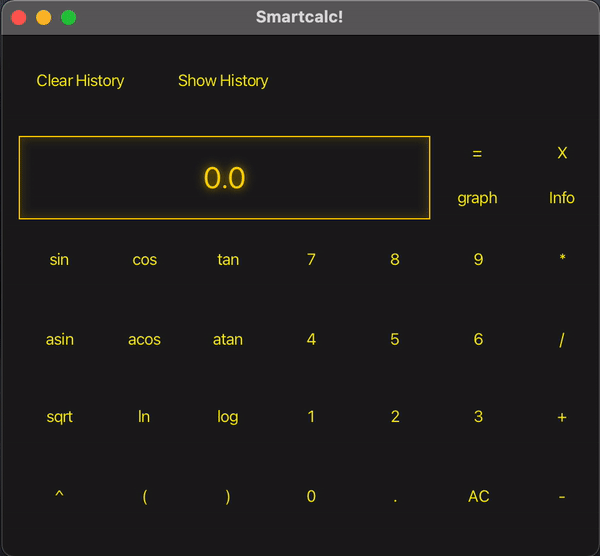 Smartcalc!
Clear History Show History
0.0 = X
graph Info
sin cos tan 7 8 9 *
asin acos atan 4 5 6 /
sqrt ln log 1 2 3 +
^ ( ) 0 . AC -